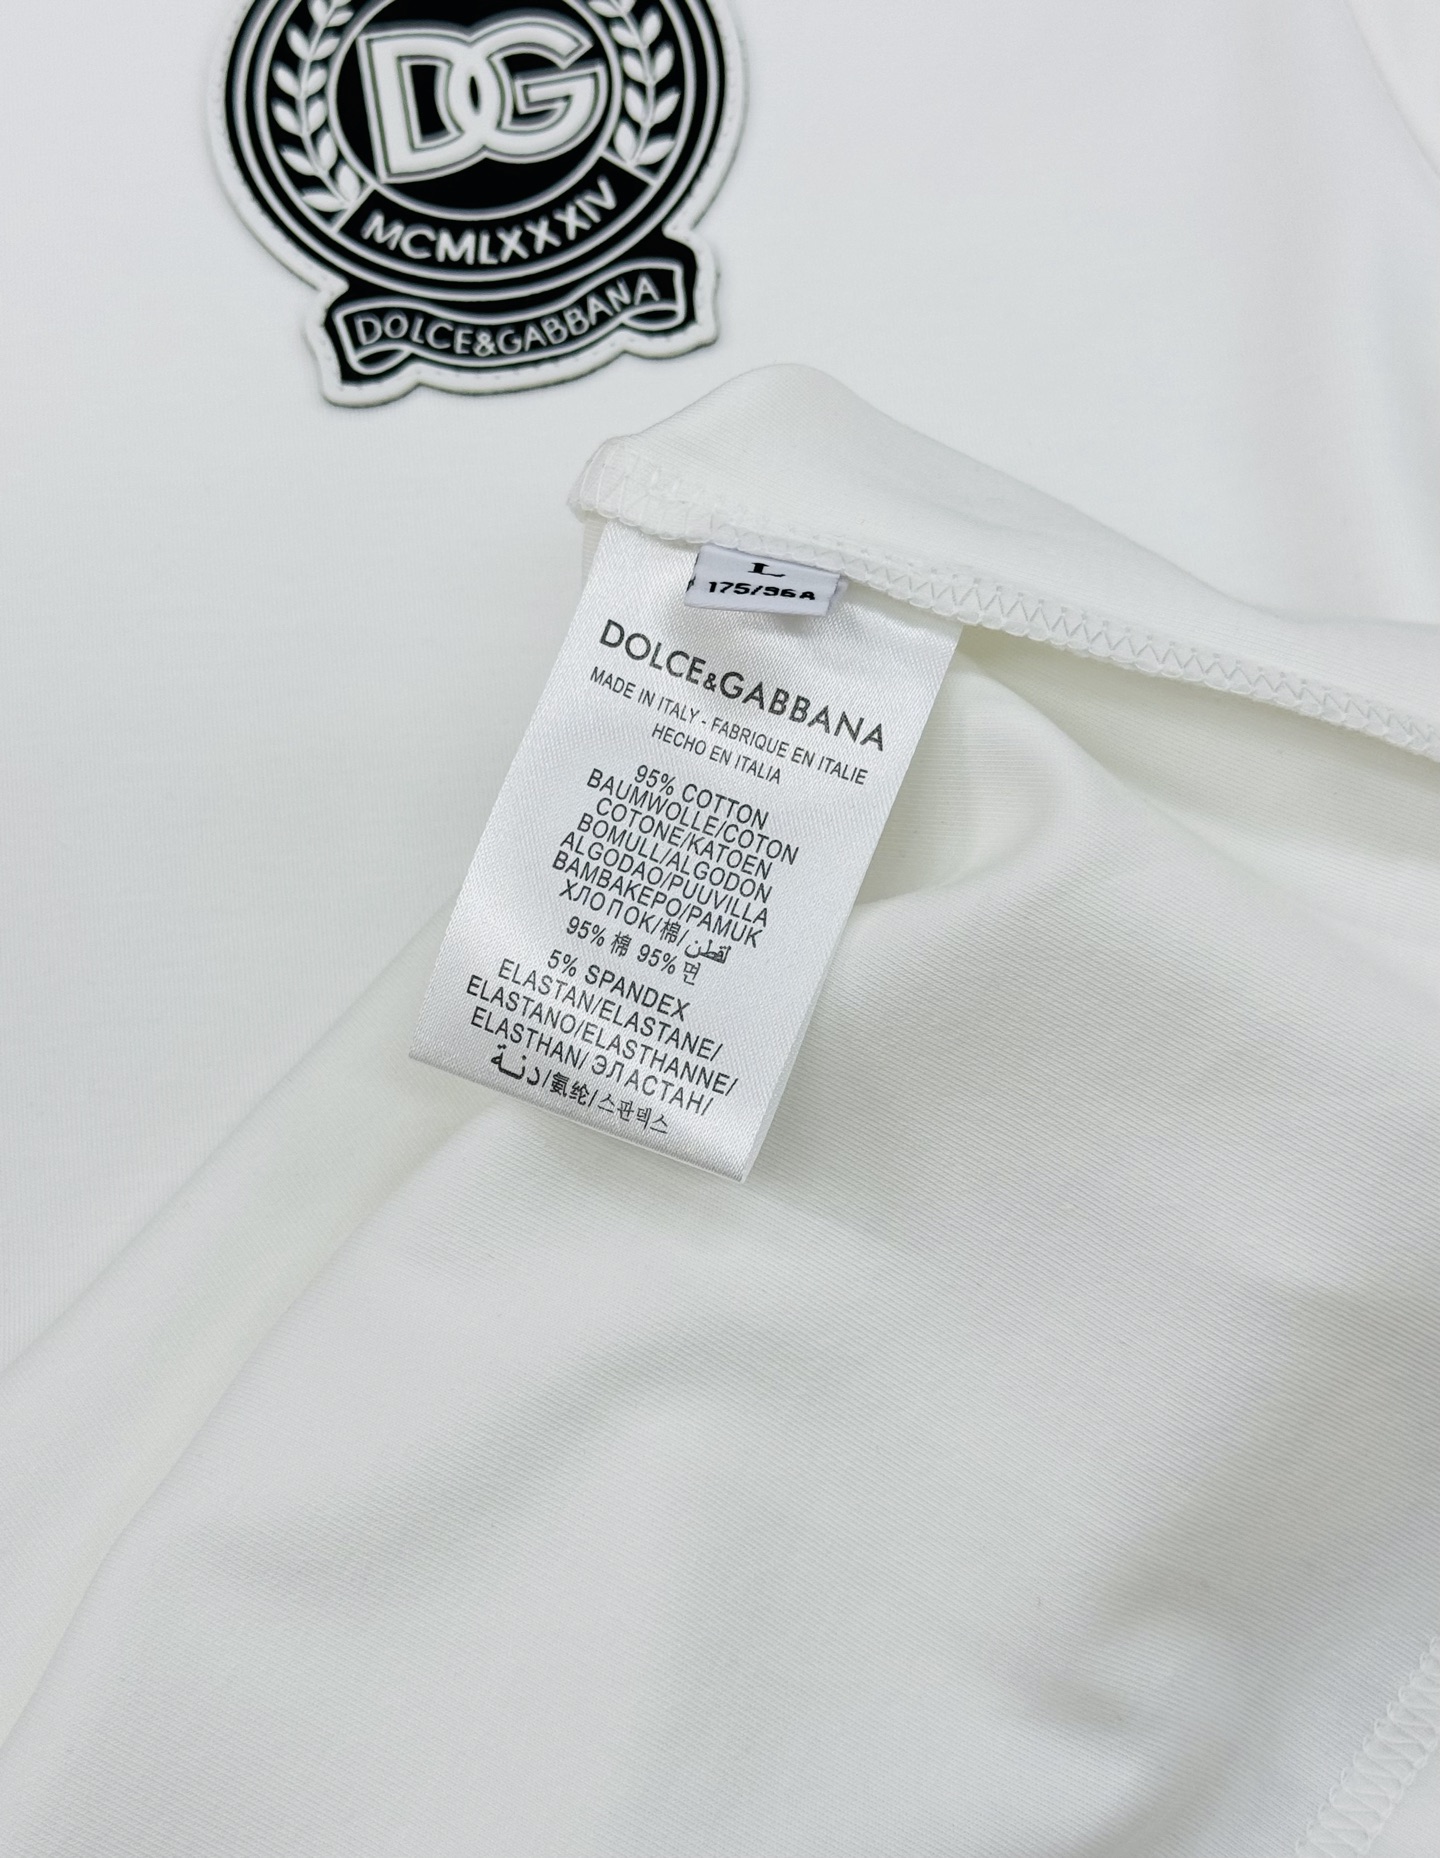 DG
MCMLXXXIV
DOLCE&GABBANA
L
175/96A
DOLCE&GABBANA
MADE IN ITALY - FABRIQUE EN ITALIE
HECHO EN ITALIA
95% COTTON
BAUMWOLLE/COTON
COTONE/KATOEN
BOMULL/ALGODON
ALGODAO/PUUVILLA
BAMBAKEPO/PAMUK
ХЛОПОК/棉/لقطن
95% 棉 95% 면
5% SPANDEX
ELASTAN/ELASTANE/
ELASTANO/ELASTHANNE/
ELASTHAN/ ЭЛАСТАН/
دنة/氨纶/스판덱스